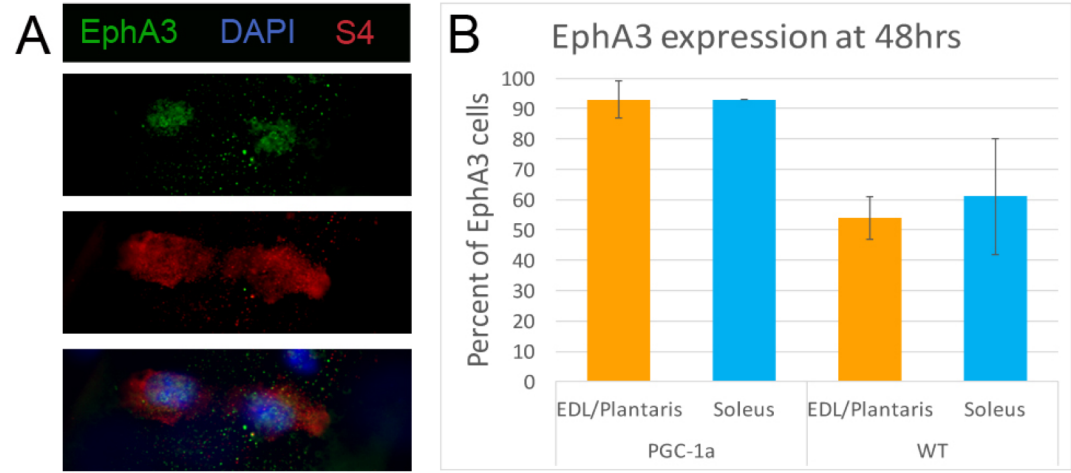 A
EphA3 DAPI S4
B
EphA3 expression at 48hrs
Percent of EphA3 cells
100
90
80
70
60
50
40
30
20
10
0
EDL/Plantaris Soleus EDL/Plantaris Soleus
PGC-1a WT